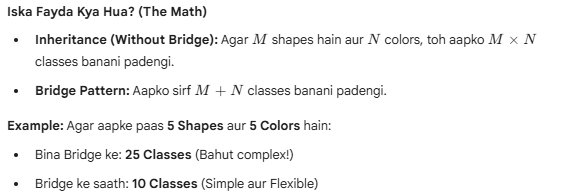 Iska Fayda Kya Hua? (The Math)
• Inheritance (Without Bridge): Agar M shapes hain aur N colors, toh aapko M × N
classes banani padengi.
• Bridge Pattern: Aapko sirf M + N classes banani padengi.
Example: Agar aapke paas 5 Shapes aur 5 Colors hain:
• Bina Bridge ke: 25 Classes (Bahut complex!)
• Bridge ke saath: 10 Classes (Simple aur Flexible)